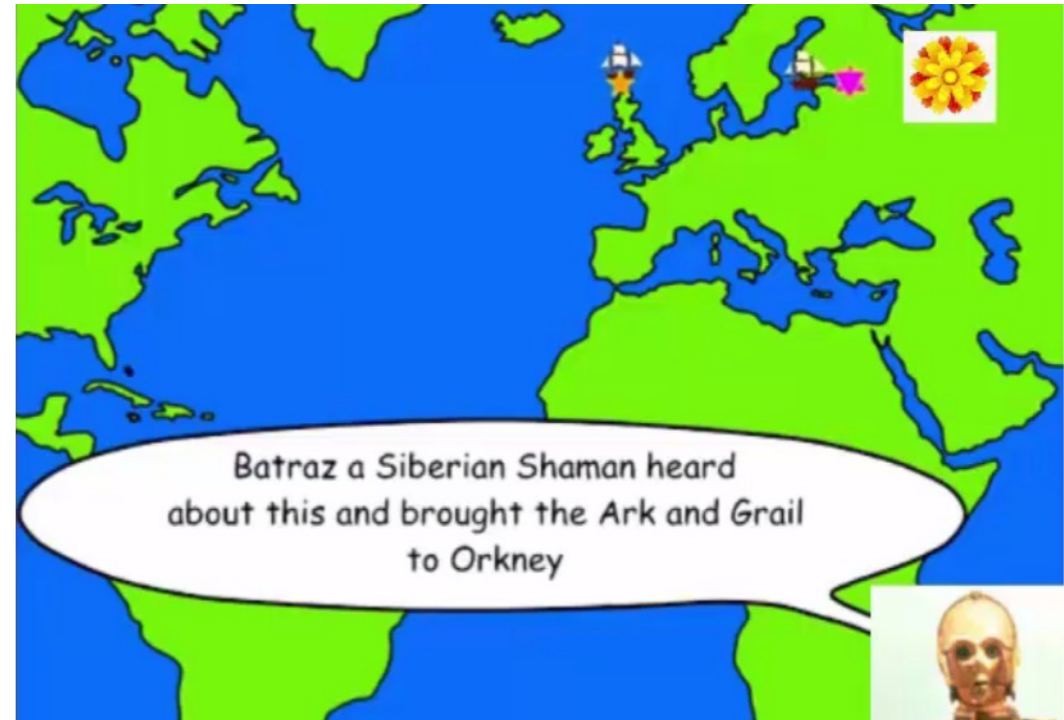 Batraz a Siberian Shaman heard
about this and brought the Ark and Grail
to Orkney